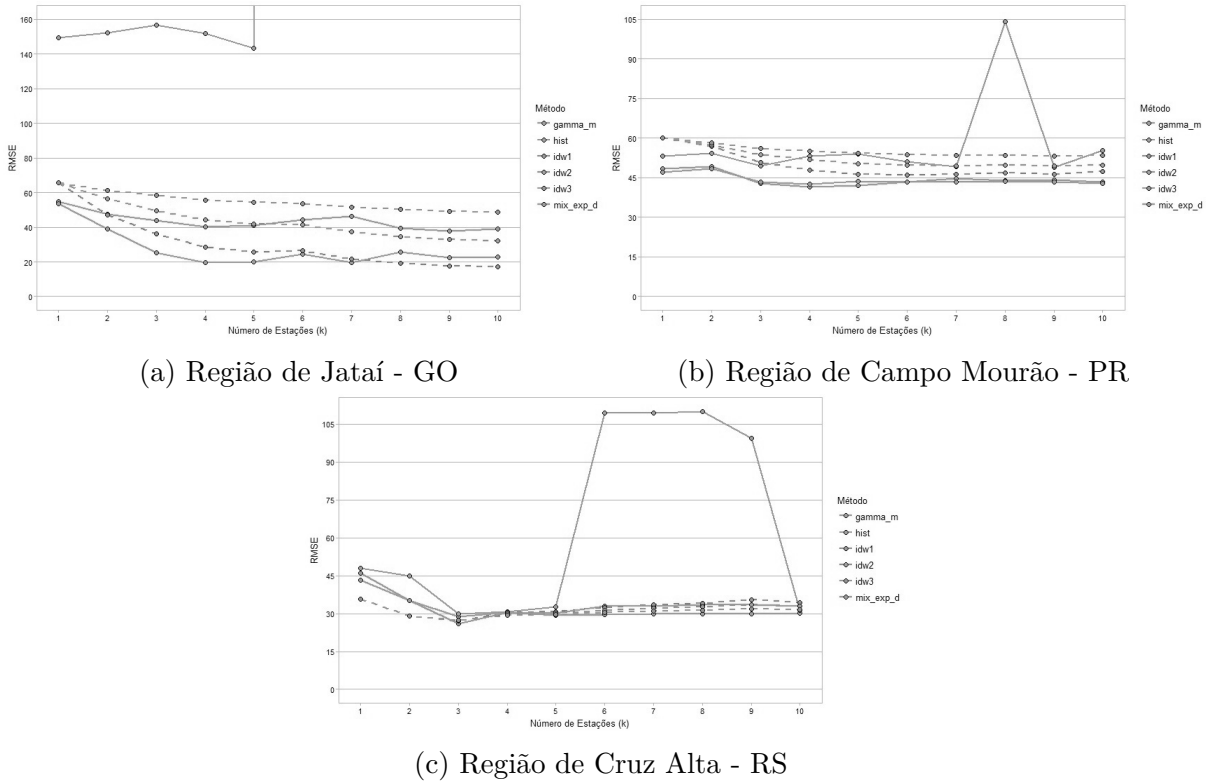 160
140
120
100
80
60
40
20
0
RMSE
1 2 3 4 5 6 7 8 9 10
Número de Estações (k)
Método
gamma_m
hist
idw1
idw2
idw3
mix_exp_d
(a) Região de Jataí - GO
105
90
75
60
45
30
15
0
RMSE
1 2 3 4 5 6 7 8 9 10
Número de Estações (k)
Método
gamma_m
hist
idw1
idw2
idw3
mix_exp_d
(b) Região de Campo Mourão - PR
105
90
75
60
45
30
15
0
RMSE
1 2 3 4 5 6 7 8 9 10
Número de Estações (k)
Método
gamma_m
hist
idw1
idw2
idw3
mix_exp_d
(c) Região de Cruz Alta - RS